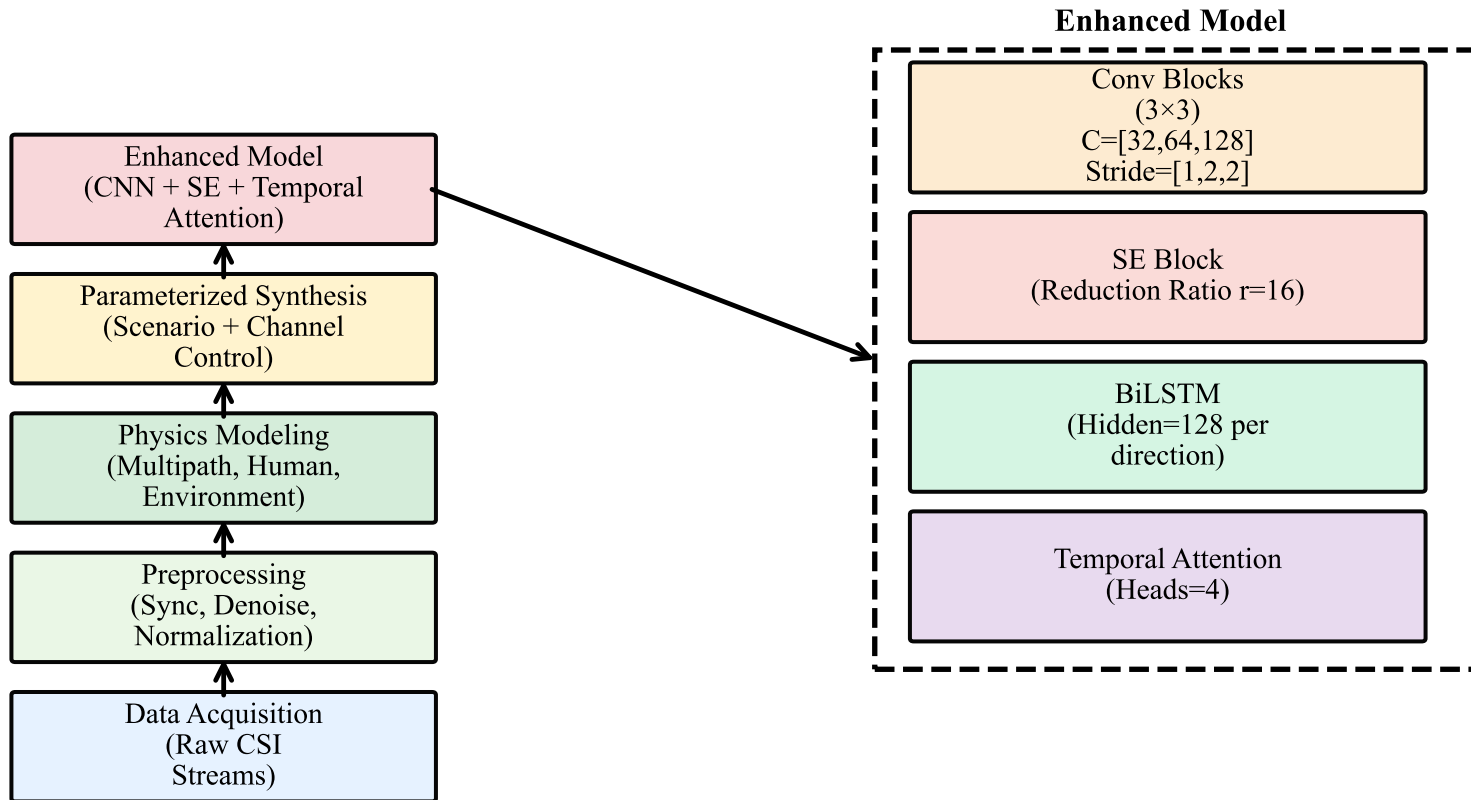 Enhanced Model
(CNN + SE + Temporal
Attention)
Parameterized Synthesis
(Scenario + Channel
Control)
Physics Modeling
(Multipath, Human,
Environment)
Preprocessing
(Sync, Denoise,
Normalization)
Data Acquisition
(Raw CSI
Streams)
Enhanced Model
Conv Blocks
(3×3)
C=[32,64,128]
Stride=[1,2,2]
SE Block
(Reduction Ratio r=16)
BiLSTM
(Hidden=128 per
direction)
Temporal Attention
(Heads=4)